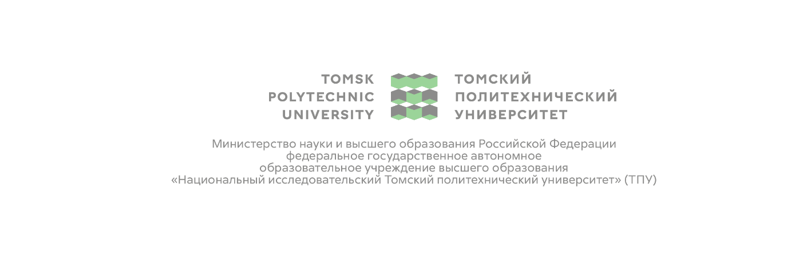 TOMSK
POLYTECHNIC
UNIVERSITY
ТОМСКИЙ
ПОЛИТЕХНИЧЕСКИЙ
УНИВЕРСИТЕТ
Министерство науки и высшего образования Российской Федерации
федеральное государственное автономное
образовательное учреждение высшего образования
«Национальный исследовательский Томский политехнический университет» (ТПУ)